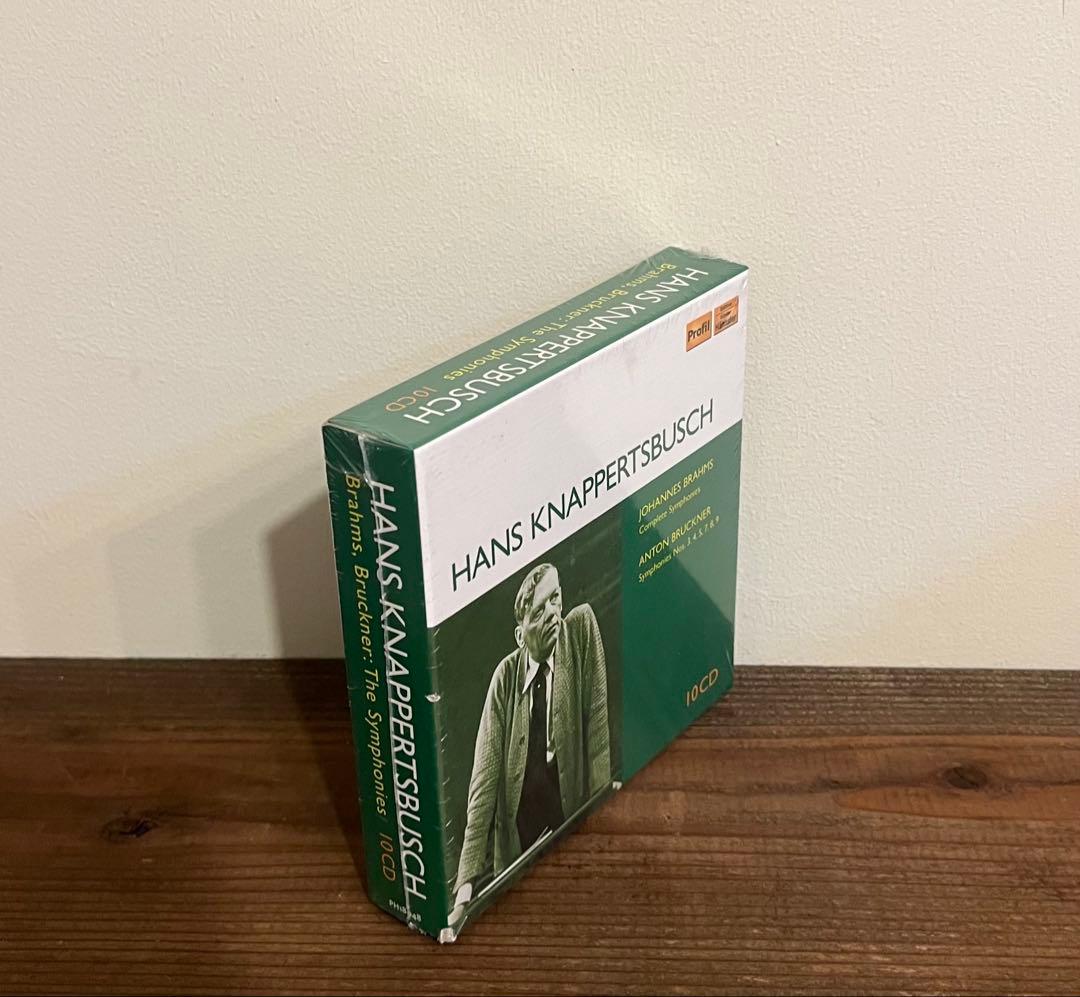 HANS KNAPPERTSBUSCH
Brahms, Bruckner: The Symphonies 10CD
Profil
HANS KNAPPERTSBUSCH
JOHANNES BRAHMS
Complete Symphonies
ANTON BRUCKNER
Symphonies Nos. 3, 4, 5, 7, 8, 9
10CD
HANS KNAPPERTSBUSCH
Brahms, Bruckner: The Symphonies 10CD